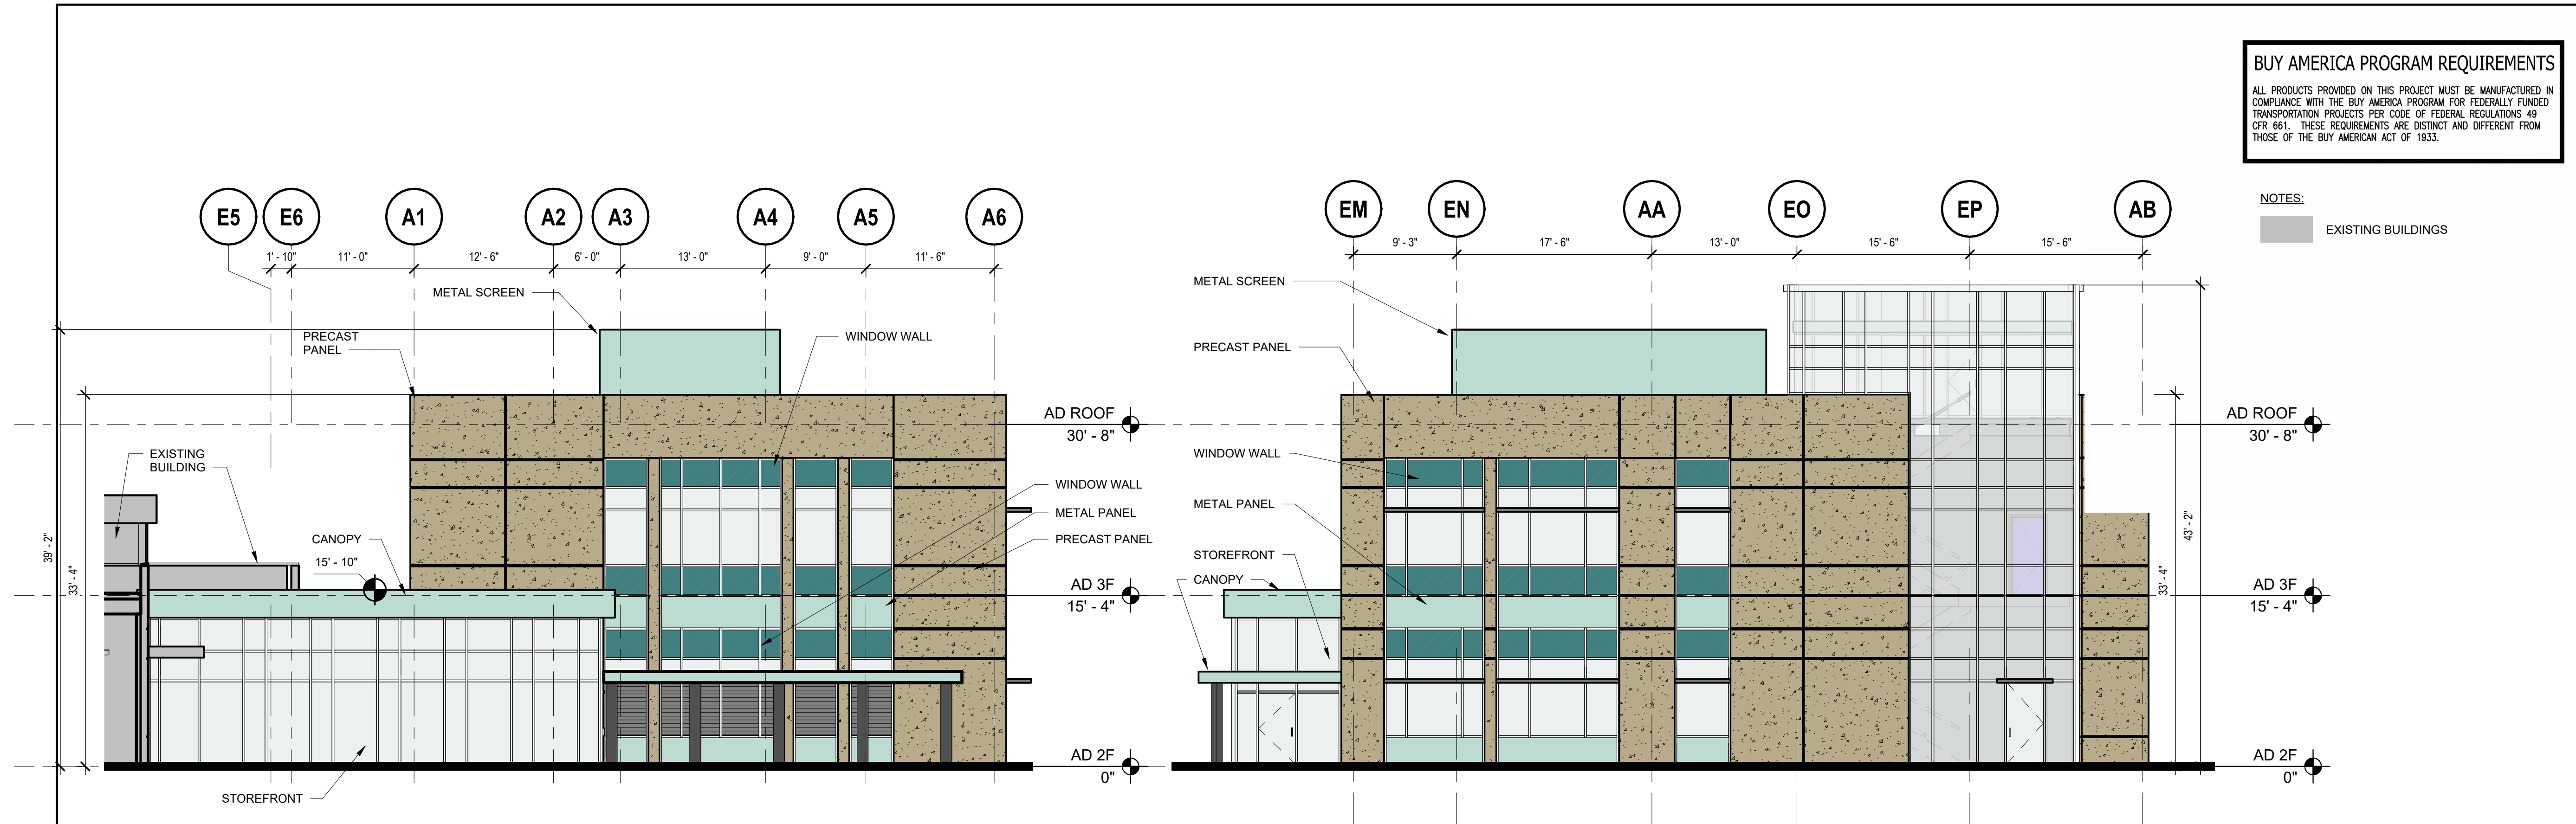 BUY AMERICA PROGRAM REQUIREMENTS
ALL PRODUCTS PROVIDED ON THIS PROJECT MUST BE MANUFACTURED IN
COMPLIANCE WITH THE BUY AMERICA PROGRAM FOR FEDERALLY FUNDED
TRANSPORTATION PROJECTS PER CODE OF FEDERAL REGULATIONS 49
CFR 661. THESE REQUIREMENTS ARE DISTINCT AND DIFFERENT FROM
THOSE OF THE BUY AMERICAN ACT OF 1933.
NOTES:
EXISTING BUILDINGS
E5 E6 A1 A2 A3 A4 A5 A6
1' - 10" 11' - 0" 12' - 6" 6' - 0" 13' - 0" 9' - 0" 11' - 6"
METAL SCREEN
PRECAST
PANEL
WINDOW WALL
EXISTING
BUILDING
CANOPY
15' - 10"
39' - 2"
33' - 4"
WINDOW WALL
METAL PANEL
PRECAST PANEL
STOREFRONT
AD ROOF
30' - 8"
AD 3F
15' - 4"
AD 2F
0"
EM EN AA EO EP AB
9' - 3" 17' - 6" 13' - 0" 15' - 6" 15' - 6"
METAL SCREEN
PRECAST PANEL
WINDOW WALL
METAL PANEL
STOREFRONT
CANOPY
43' - 2"
33' - 4"
AD ROOF
30' - 8"
AD 3F
15' - 4"
AD 2F
0"